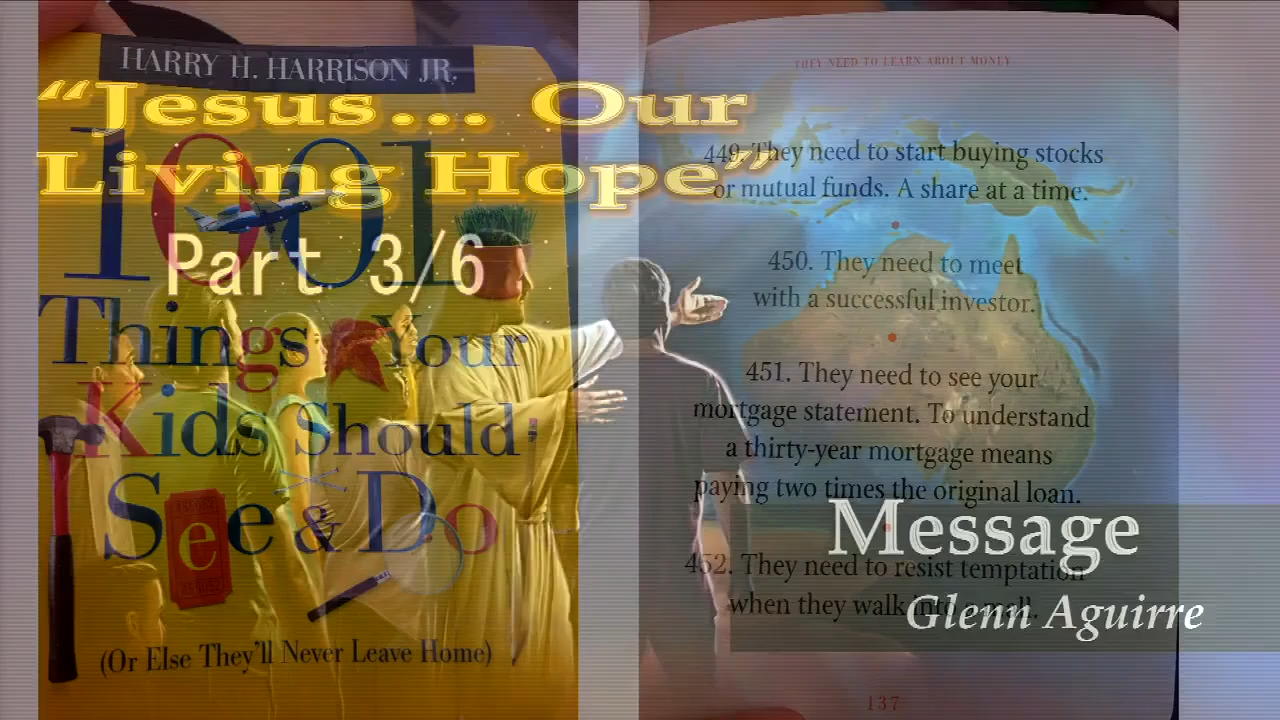 HARRY H. HARRISON JR.
"Jesus... Our
Living Hope"
Part 3/6
1001
Things Your
Kids Should
See & Do
(Or Else They'll Never Leave Home)
THEY NEED TO LEARN ABOUT MONEY
449. They need to start buying stocks
or mutual funds. A share at a time.
450. They need to meet
with a successful investor.
451. They need to see your
mortgage statement. To understand
a thirty-year mortgage means
paying two times the original loan.
452. They need to resist temptation
when they walk into a mall.
Message
Glenn Aguirre
137